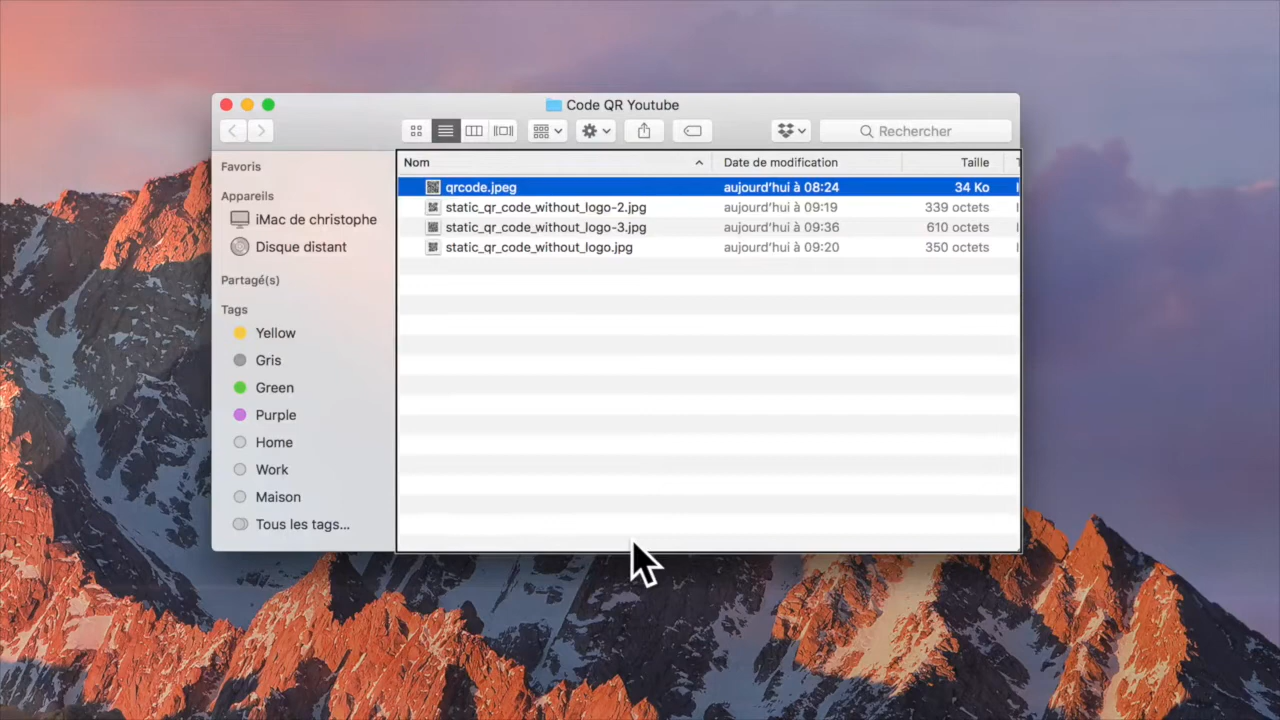 Code QR Youtube
Rechercher
Favoris
Appareils
iMac de christophe
Disque distant
Partagé(s)
Tags
Yellow
Gris
Green
Purple
Home
Work
Maison
Tous les tags...
Nom Date de modification Taille
qrcode.jpeg aujourd'hui à 08:24 34 Ko
static_qr_code_without_logo-2.jpg aujourd'hui à 09:19 339 octets
static_qr_code_without_logo-3.jpg aujourd'hui à 09:36 610 octets
static_qr_code_without_logo.jpg aujourd'hui à 09:20 350 octets